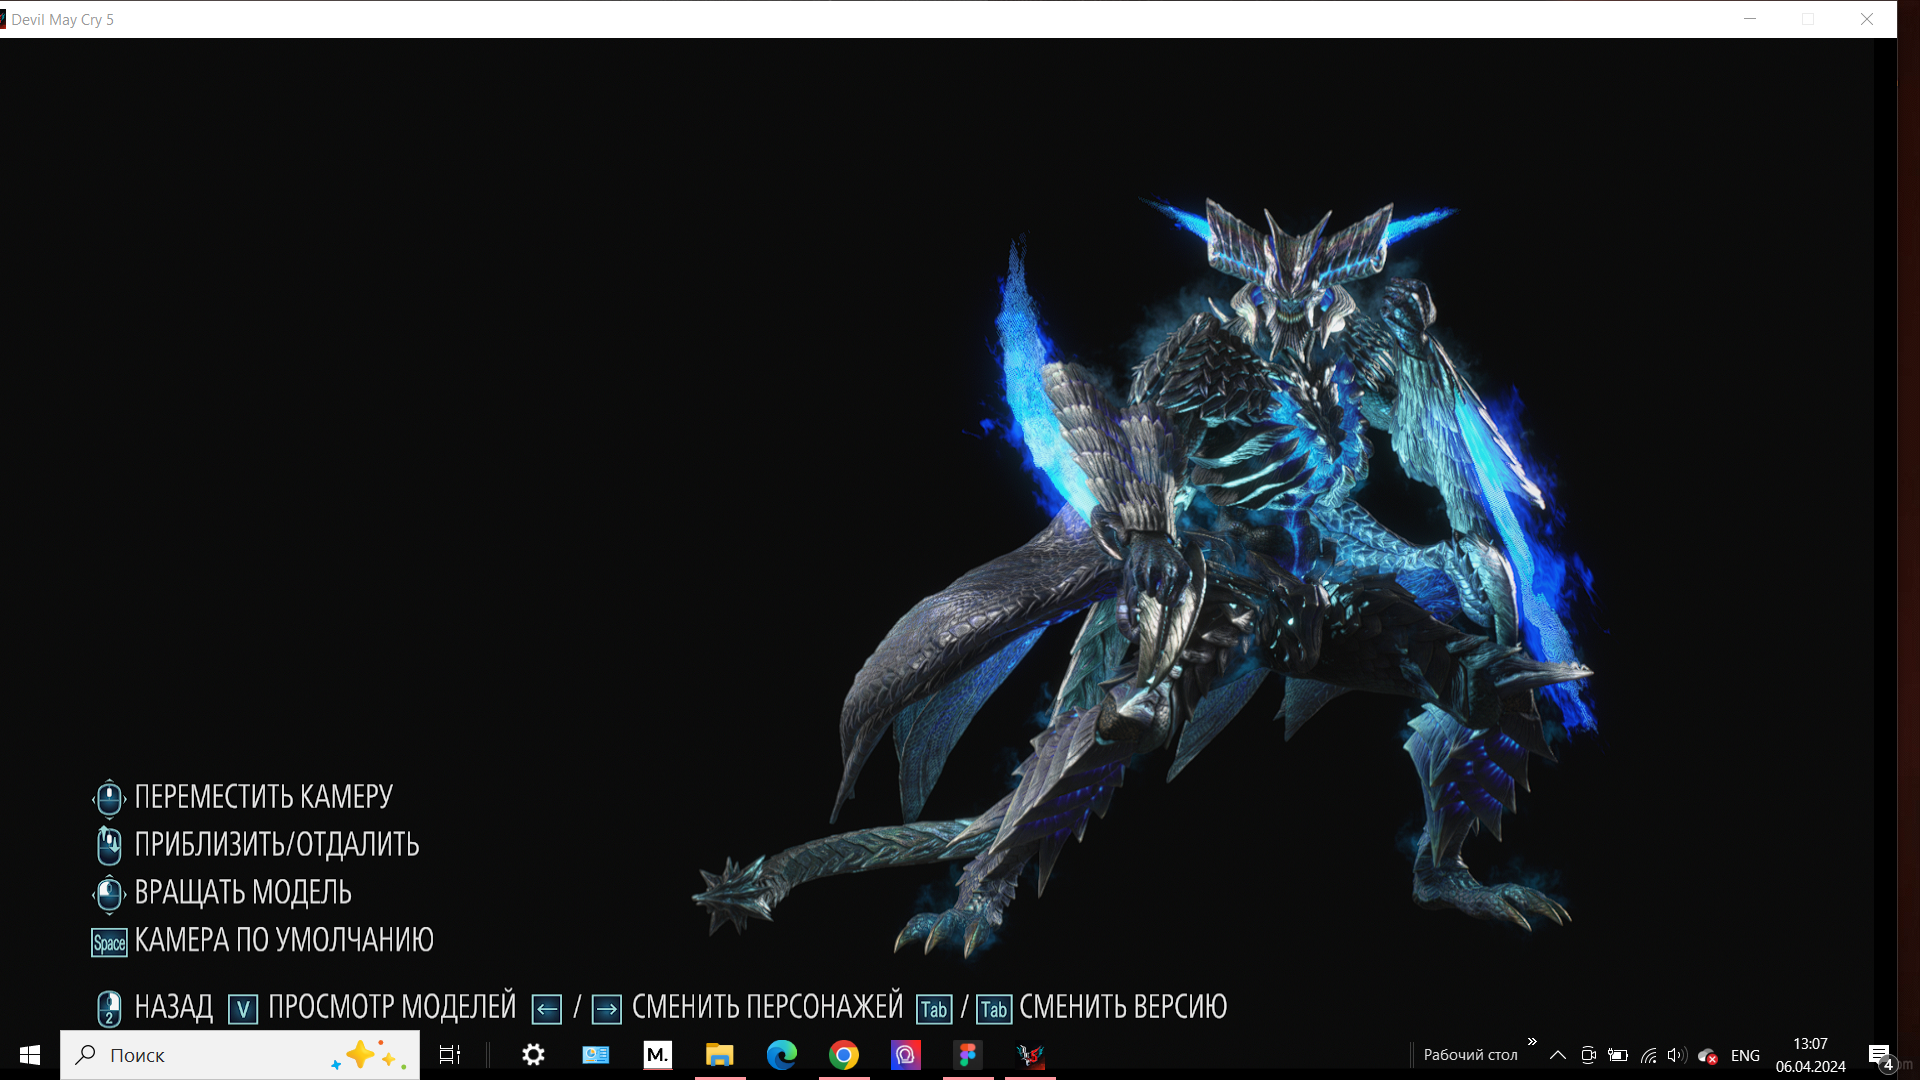 Devil May Cry 5
ПЕРЕМЕСТИТЬ КАМЕРУ
ПРИБЛИЗИТЬ/ОТДАЛИТЬ
ВРАЩАТЬ МОДЕЛЬ
Space КАМЕРА ПО УМОЛЧАНИЮ
2 НАЗАД V ПРОСМОТР МОДЕЛЕЙ ← / → СМЕНИТЬ ПЕРСОНАЖЕЙ Tab / Tab СМЕНИТЬ ВЕРСИЮ
Поиск
M.
Рабочий стол
»
ENG
13:07
06.04.2024
4